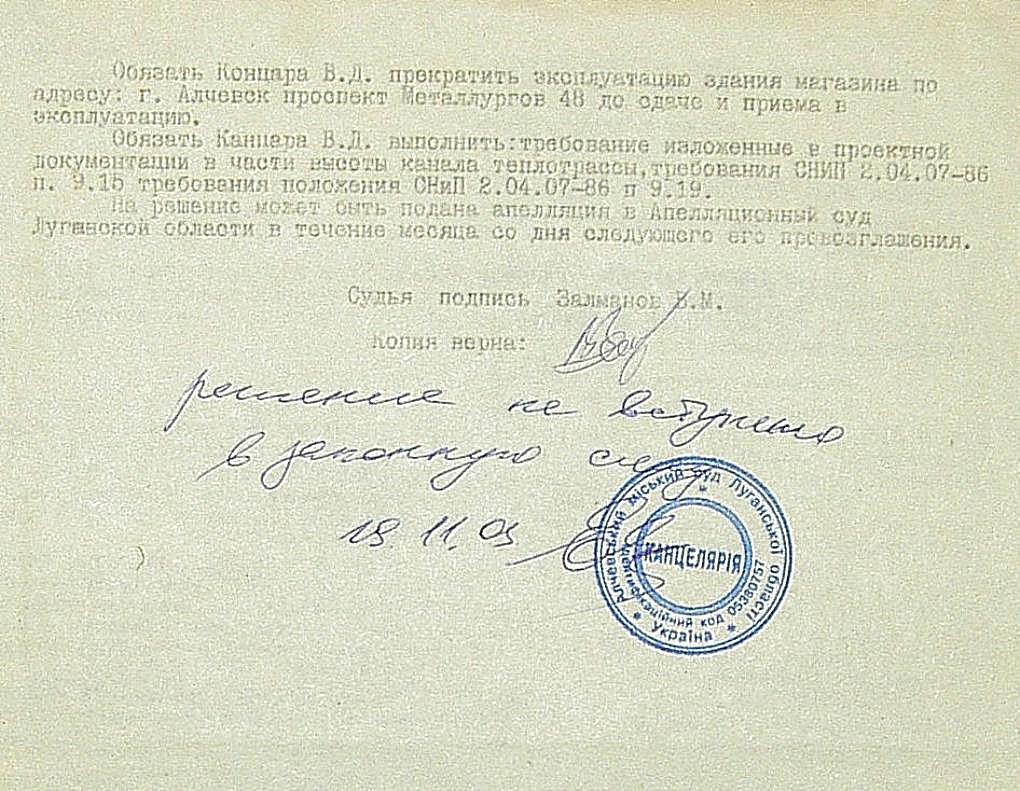 Обязать Концара В.Д. прекратить эксплуатацию здания магазина по
адресу: г. Алчевск проспект Металлургов 48 до сдаче и приема в
эксплуатацию.
Обязать Канцара В.Д. выполнить:требование изложенные в проектной
документации в части высоты канала теплотрассы,требования СНИП 2.04.07-86
п. 9.15 требования положения СНиП 2.04.07-86 п 9.19.
На решение может быть подана апелляция в Апелляционный суд
Луганской области в течение месяца со дня следующего его провозглашения.
Судья подпись Залманов В.М.
Копия верна:
решение не вступило
в законную силу
Алчевський міський суд Луганської області
КАНЦЕЛЯРІЯ
Ідентифікаційний код 05380757
* Україна *